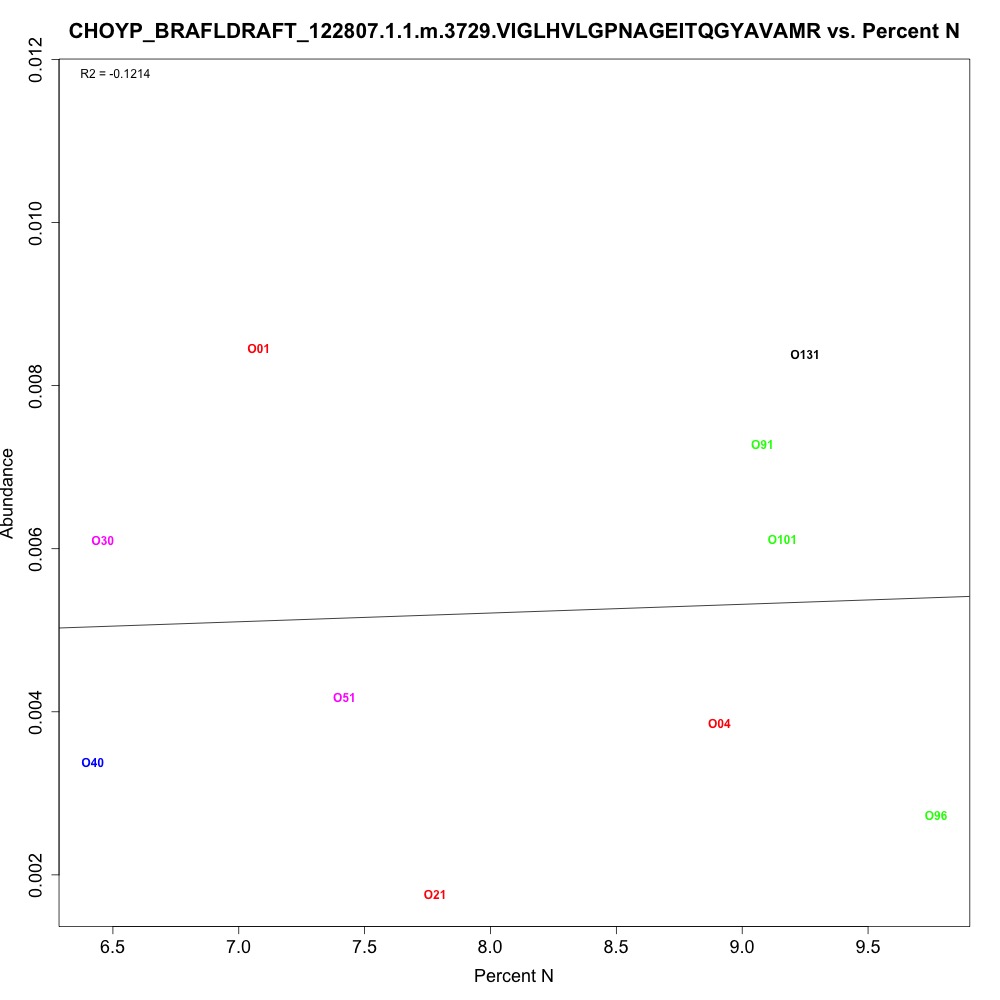 CHOYP_BRAFLDRAFT_122807.1.1.m.3729.VIGLHVLGPNAGEITQGYAVAMR vs. Percent N
R2 = -0.1214
0.012
0.010
0.008
0.006
0.004
0.002
Abundance
O01
O131
O91
O30
O101
O51
O04
O40
O96
O21
6.5 7.0 7.5 8.0 8.5 9.0 9.5
Percent N